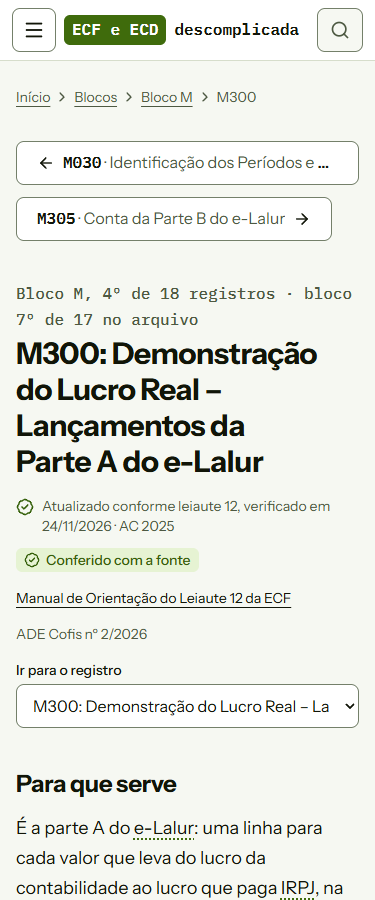 ECF e ECD descomplicada
Início > Blocos > Bloco M > M300
← M030 · Identificação dos Períodos e ...
M305 · Conta da Parte B do e-Lalur →
Bloco M, 4º de 18 registros · bloco
7º de 17 no arquivo
M300: Demonstração
do Lucro Real –
Lançamentos da
Parte A do e-Lalur
Atualizado conforme leiaute 12, verificado em
24/11/2026 · AC 2025
Conferido com a fonte
Manual de Orientação do Leiaute 12 da ECF
ADE Cofis nº 2/2026
Ir para o registro
M300: Demonstração do Lucro Real – La
Para que serve
É a parte A do e-Lalur: uma linha para
cada valor que leva do lucro da
contabilidade ao lucro que paga IRPJ, na